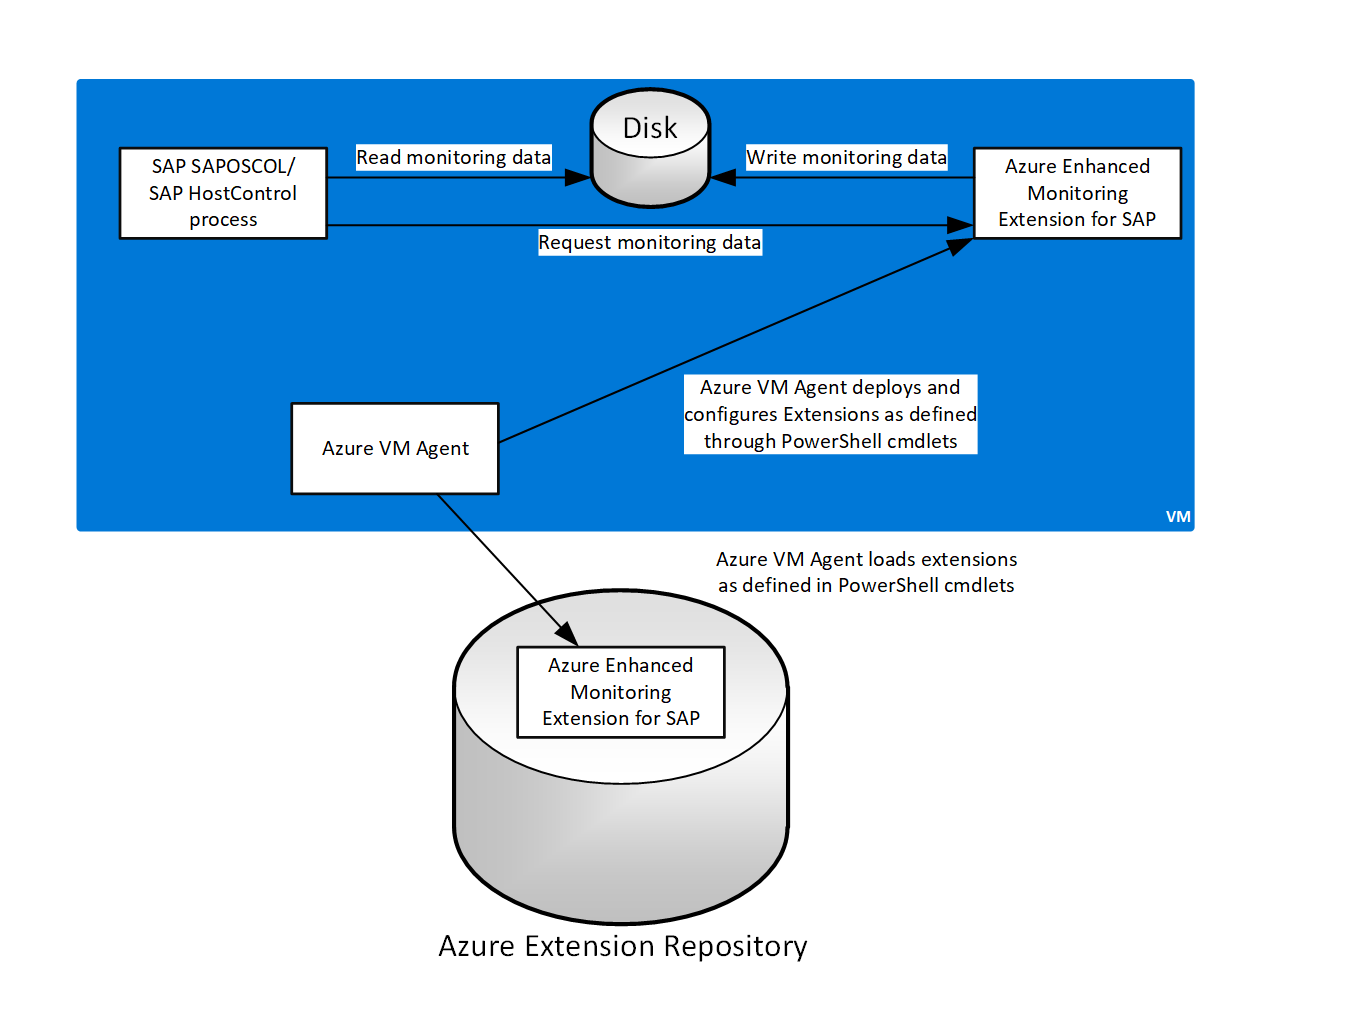 Disk
SAP SAPOSCOL/
SAP HostControl
process
Read monitoring data
Write monitoring data
Azure Enhanced
Monitoring
Extension for SAP
Request monitoring data
Azure VM Agent deploys and
configures Extensions as defined
through PowerShell cmdlets
Azure VM Agent
VM
Azure VM Agent loads extensions
as defined in PowerShell cmdlets
Azure Enhanced
Monitoring
Extension for SAP
Azure Extension Repository